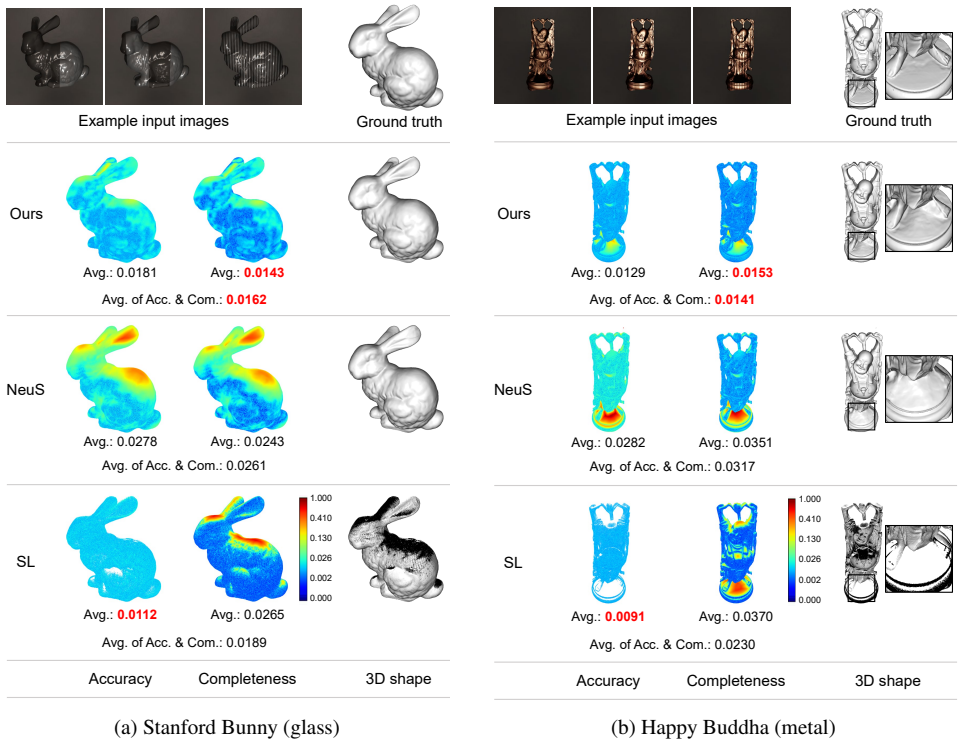 Example input images
Ground truth
Ours
Avg.: 0.0181
Avg.: 0.0143
Avg. of Acc. & Com.: 0.0162
NeuS
Avg.: 0.0278
Avg.: 0.0243
Avg. of Acc. & Com.: 0.0261
SL
1.000
0.410
0.026
0.002
0.000
Avg.: 0.0112
Avg.: 0.0265
Avg. of Acc. & Com.: 0.0189
Accuracy
Completeness
3D shape
(a) Stanford Bunny (glass)
Example input images
Ground truth
Ours
Avg.: 0.0129
Avg.: 0.0153
Avg. of Acc. & Com.: 0.0141
NeuS
Avg.: 0.0282
Avg.: 0.0351
Avg. of Acc. & Com.: 0.0317
SL
1.000
0.410
0.026
0.002
0.000
Avg.: 0.0091
Avg.: 0.0370
Avg. of Acc. & Com.: 0.0230
Accuracy
Completeness
3D shape
(b) Happy Buddha (metal)